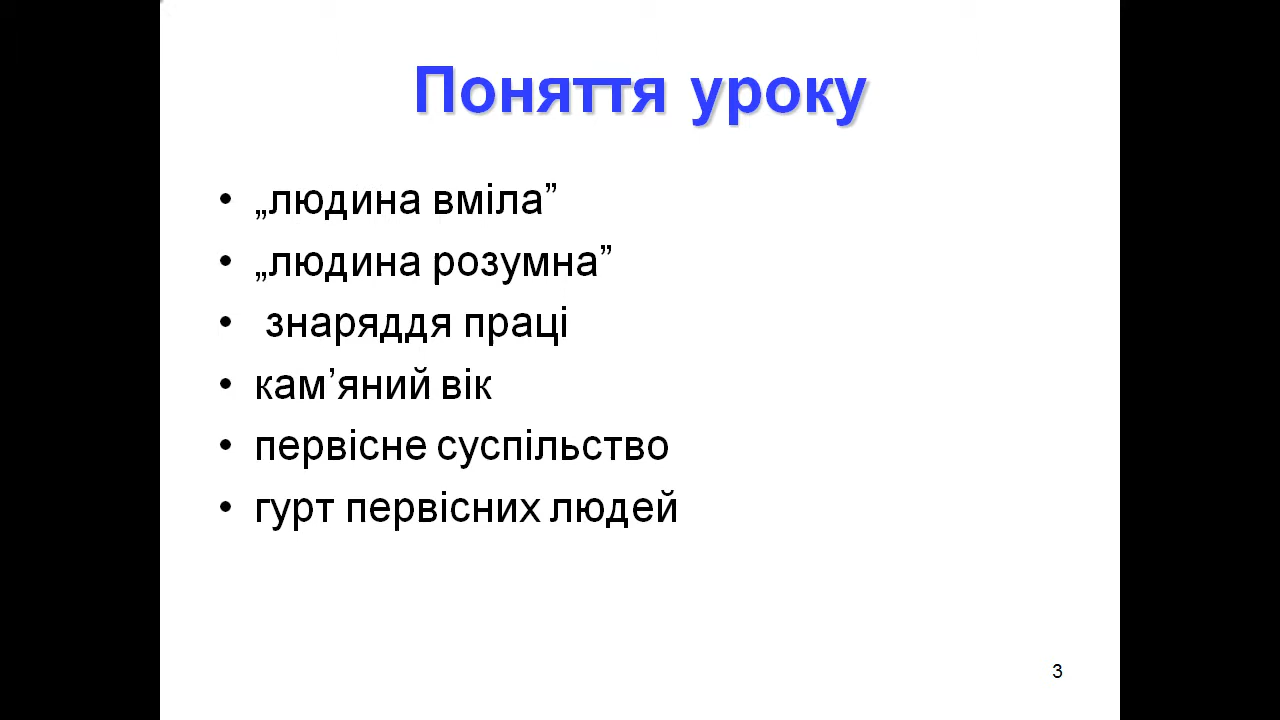 Поняття уроку
• „людина вміла”
• „людина розумна”
• знаряддя праці
• кам’яний вік
• первісне суспільство
• гурт первісних людей
3